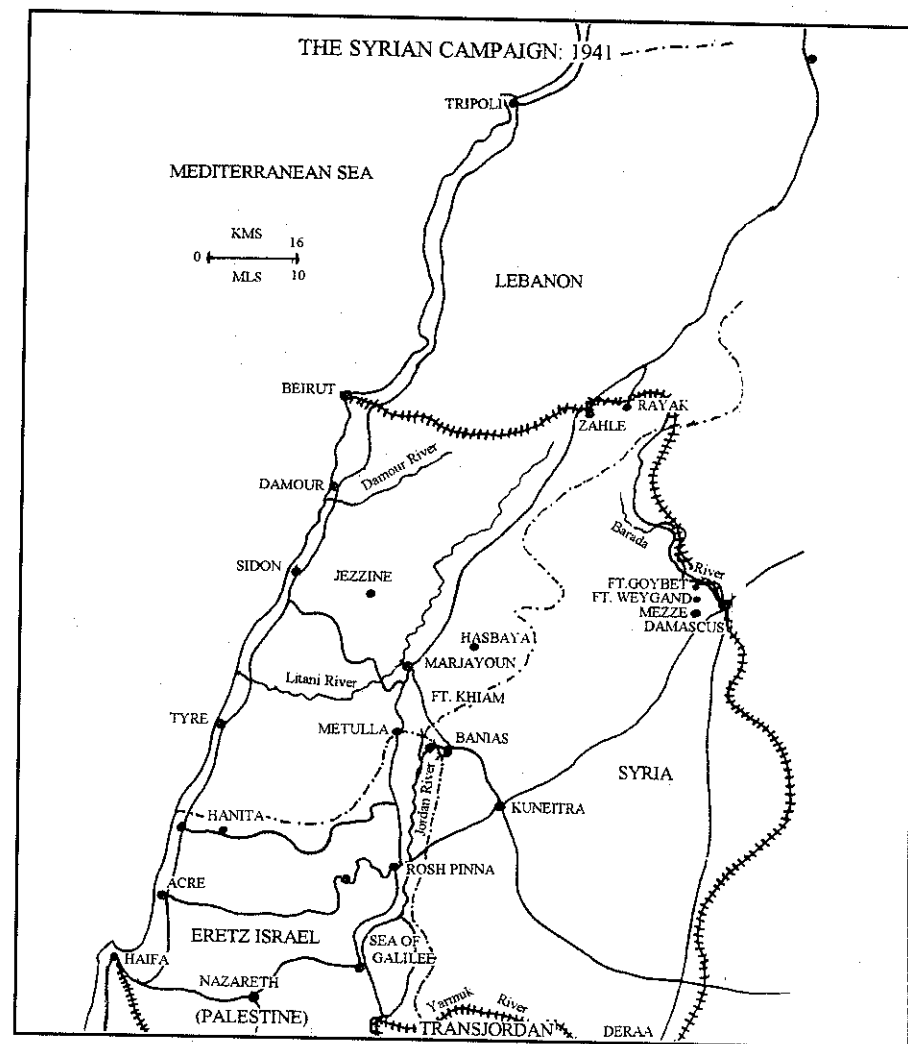 THE SYRIAN CAMPAIGN: 1941
TRIPOLI
MEDITERRANEAN SEA
KMS 16
0
MLS 10
LEBANON
BEIRUT
RAYAK
ZAHLE
Damour River
DAMOUR
Barada River
SIDON
JEZZINE
FT.GOYBET
FT. WEYGAND
MEZZE
DAMASCUS
HASBAYA
MARJAYOUN
Litani River
FT. KHIAM
TYRE
METULLA
BANIAS
Jordan River
SYRIA
KUNEITRA
HANITA
ROSH PINNA
ACRE
ERETZ ISRAEL
SEA OF
GALILEE
HAIFA
NAZARETH
(PALESTINE)
Yarmuk River
TRANSJORDAN
DERAA